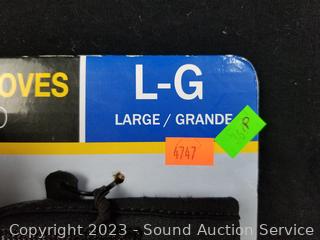 OVES
L-G
LARGE / GRANDE
4747
Copyright 2023 - Sound Auction Service